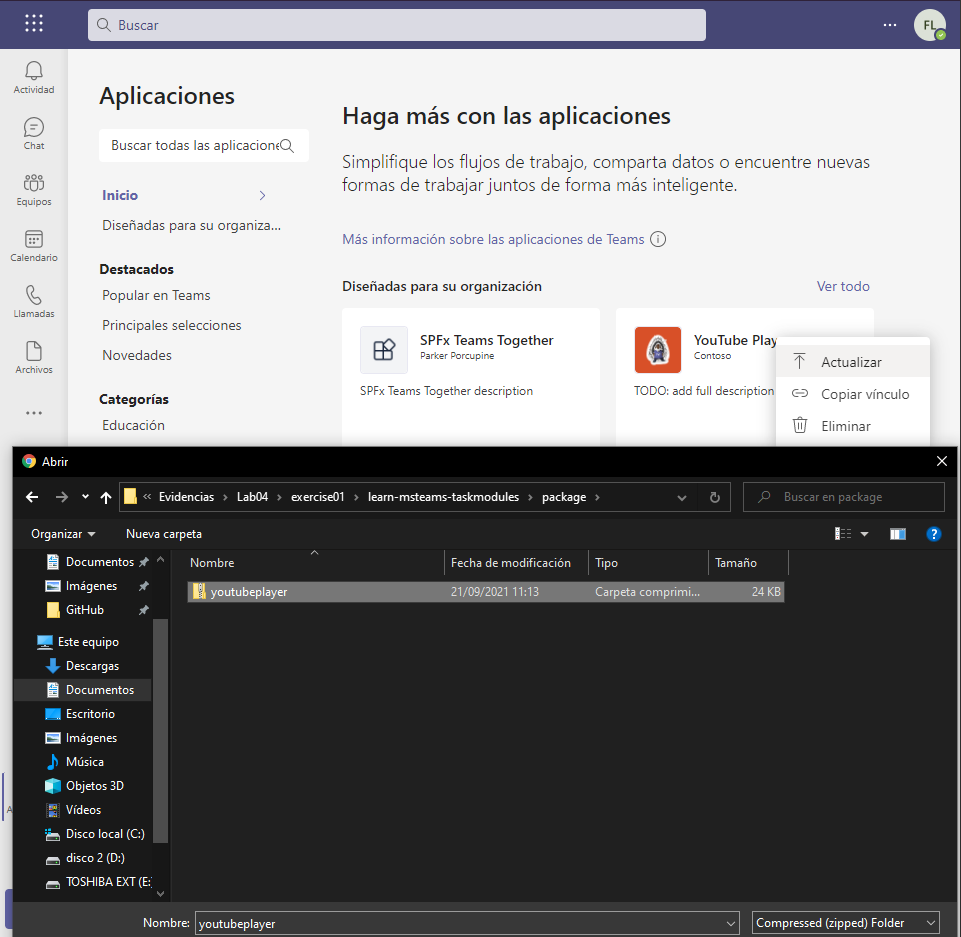 Buscar
FL
Actividad
Chat
Equipos
Calendario
Llamadas
Archivos
Aplicaciones
Buscar todas las aplicacione
Inicio
Diseñadas para su organiza...
Destacados
Popular en Teams
Principales selecciones
Novedades
Categorías
Educación
Haga más con las aplicaciones
Simplifique los flujos de trabajo, comparta datos o encuentre nuevas
formas de trabajar juntos de forma más inteligente.
Más información sobre las aplicaciones de Teams
Diseñadas para su organización
Ver todo
SPFx Teams Together
Parker Porcupine
SPFx Teams Together description
YouTube Play
Contoso
TODO: add full description
Actualizar
Copiar vínculo
Eliminar
Abrir
« Evidencias › Lab04 › exercise01 › learn-msteams-taskmodules › package ›
Buscar en package
Organizar
Nueva carpeta
Documentos
Imágenes
GitHub
Este equipo
Descargas
Documentos
Escritorio
Imágenes
Música
Objetos 3D
Vídeos
Disco local (C:)
disco 2 (D:)
TOSHIBA EXT (E:
Nombre
Fecha de modificación
Tipo
Tamaño
youtubeplayer
21/09/2021 11:13
Carpeta comprimi...
24 KB
Nombre:
youtubeplayer
Compressed (zipped) Folder